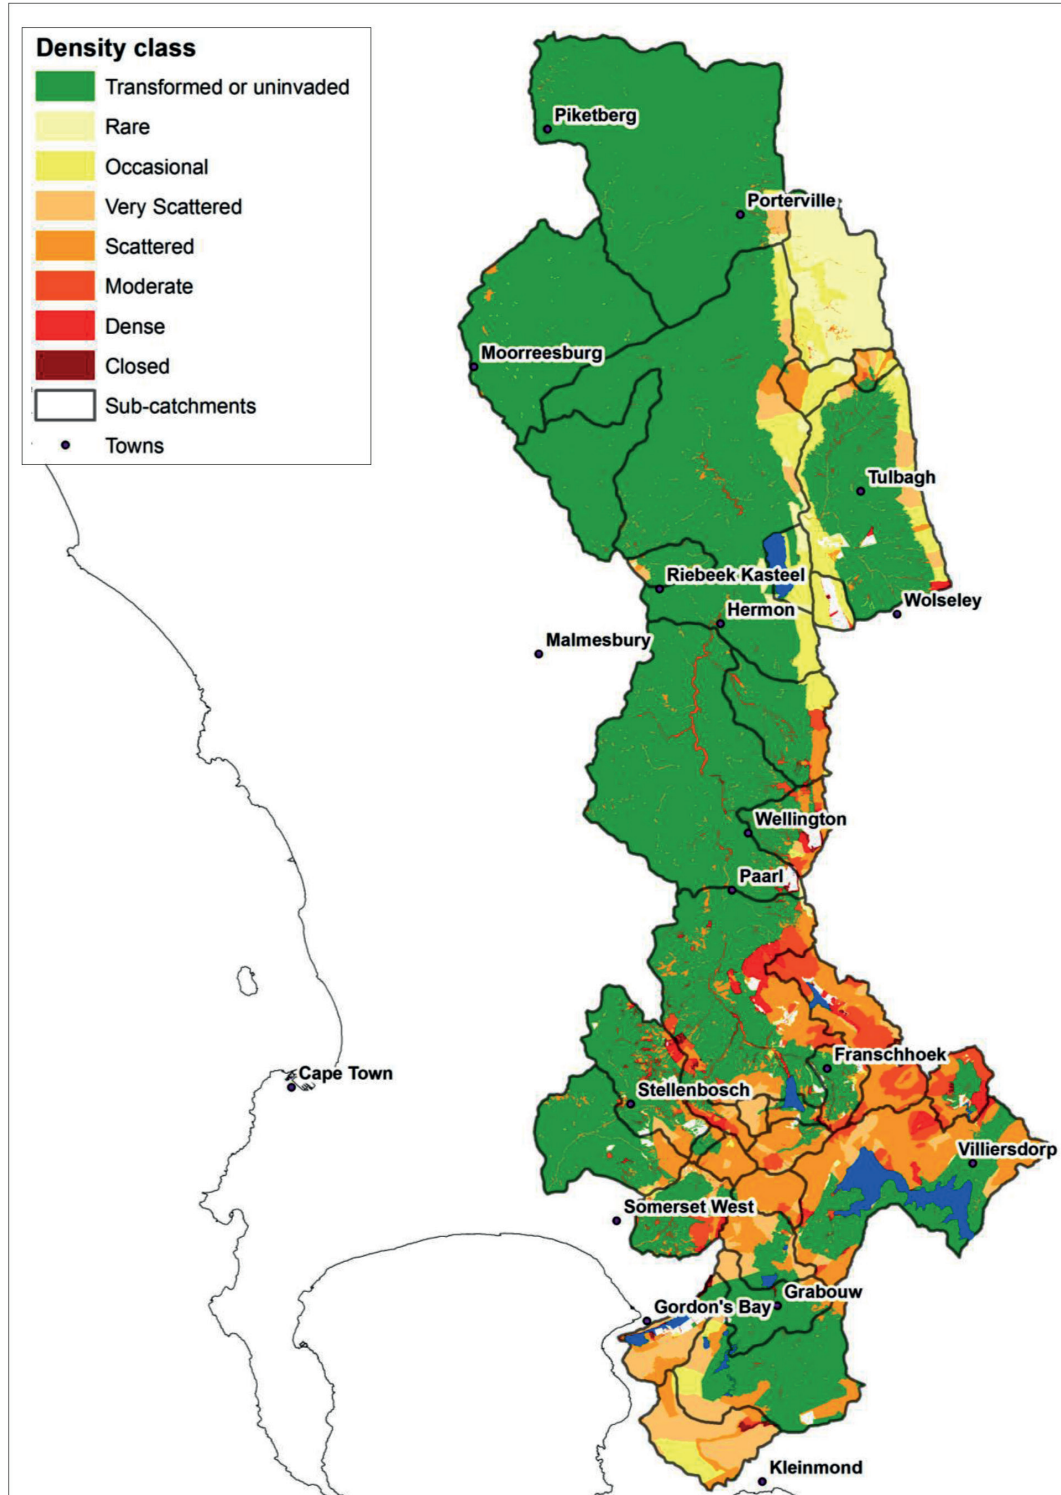 Density class
Transformed or uninvaded
Rare
Occasional
Very Scattered
Scattered
Moderate
Dense
Closed
Sub-catchments
Towns
Piketberg
Porterville
Moorreesburg
Tulbagh
Riebeek Kasteel
Wolseley
Hermon
Malmesbury
Wellington
Paarl
Franschhoek
Cape Town
Stellenbosch
Villiersdorp
Somerset West
Grabouw
Gordon's Bay
Kleinmond